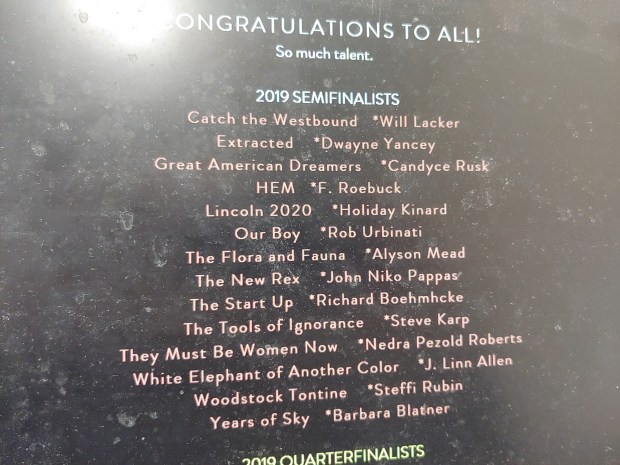 CONGRATULATIONS TO ALL!
So much talent.
2019 SEMIFINALISTS
Catch the Westbound *Will Lacker
Extracted *Dwayne Yancey
Great American Dreamers *Candyce Rusk
HEM *F. Roebuck
Lincoln 2020 *Holiday Kinard
Our Boy *Rob Urbinati
The Flora and Fauna *Alyson Mead
The New Rex *John Niko Pappas
The Start Up *Richard Boehmhcke
The Tools of Ignorance *Steve Karp
They Must Be Women Now *Nedra Pezold Roberts
White Elephant of Another Color *J. Linn Allen
Woodstock Tontine *Steffi Rubin
Years of Sky *Barbara Blatner
2019 QUARTERFINALISTS